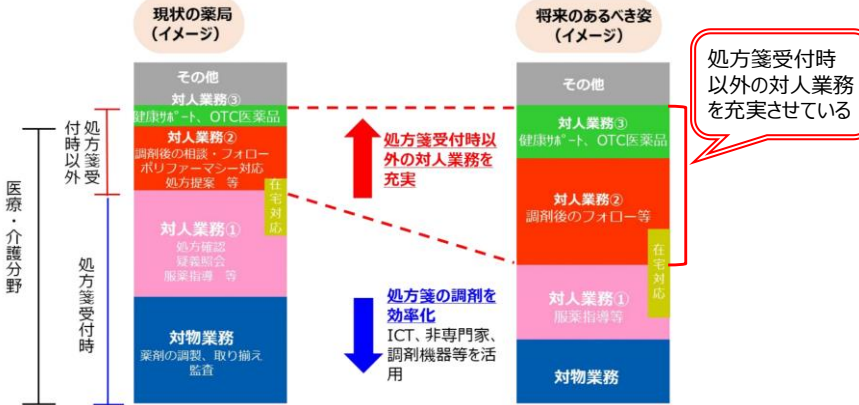 現状の薬局
(イメージ)
将来のあるべき姿
(イメージ)
処方箋受付時
以外の対人業務
を充実させている
医療・介護分野
処方箋受
付時以外
処方箋受付時
その他
対人業務③
健康サポート、OTC医薬品
対人業務②
調剤後の相談・フォロー
ポリファーマシー対応
処方提案 等
在宅対応
対人業務①
処方確認
疑義照会
服薬指導 等
対物業務
薬剤の調製、取り揃え
監査
処方箋受付時以
外の対人業務を
充実
処方箋の調剤を
効率化
ICT、非専門家、
調剤機器等を活
用
その他
対人業務③
健康サポート、OTC医薬品
対人業務②
調剤後のフォロー等
在宅対応
対人業務①
服薬指導等
対物業務